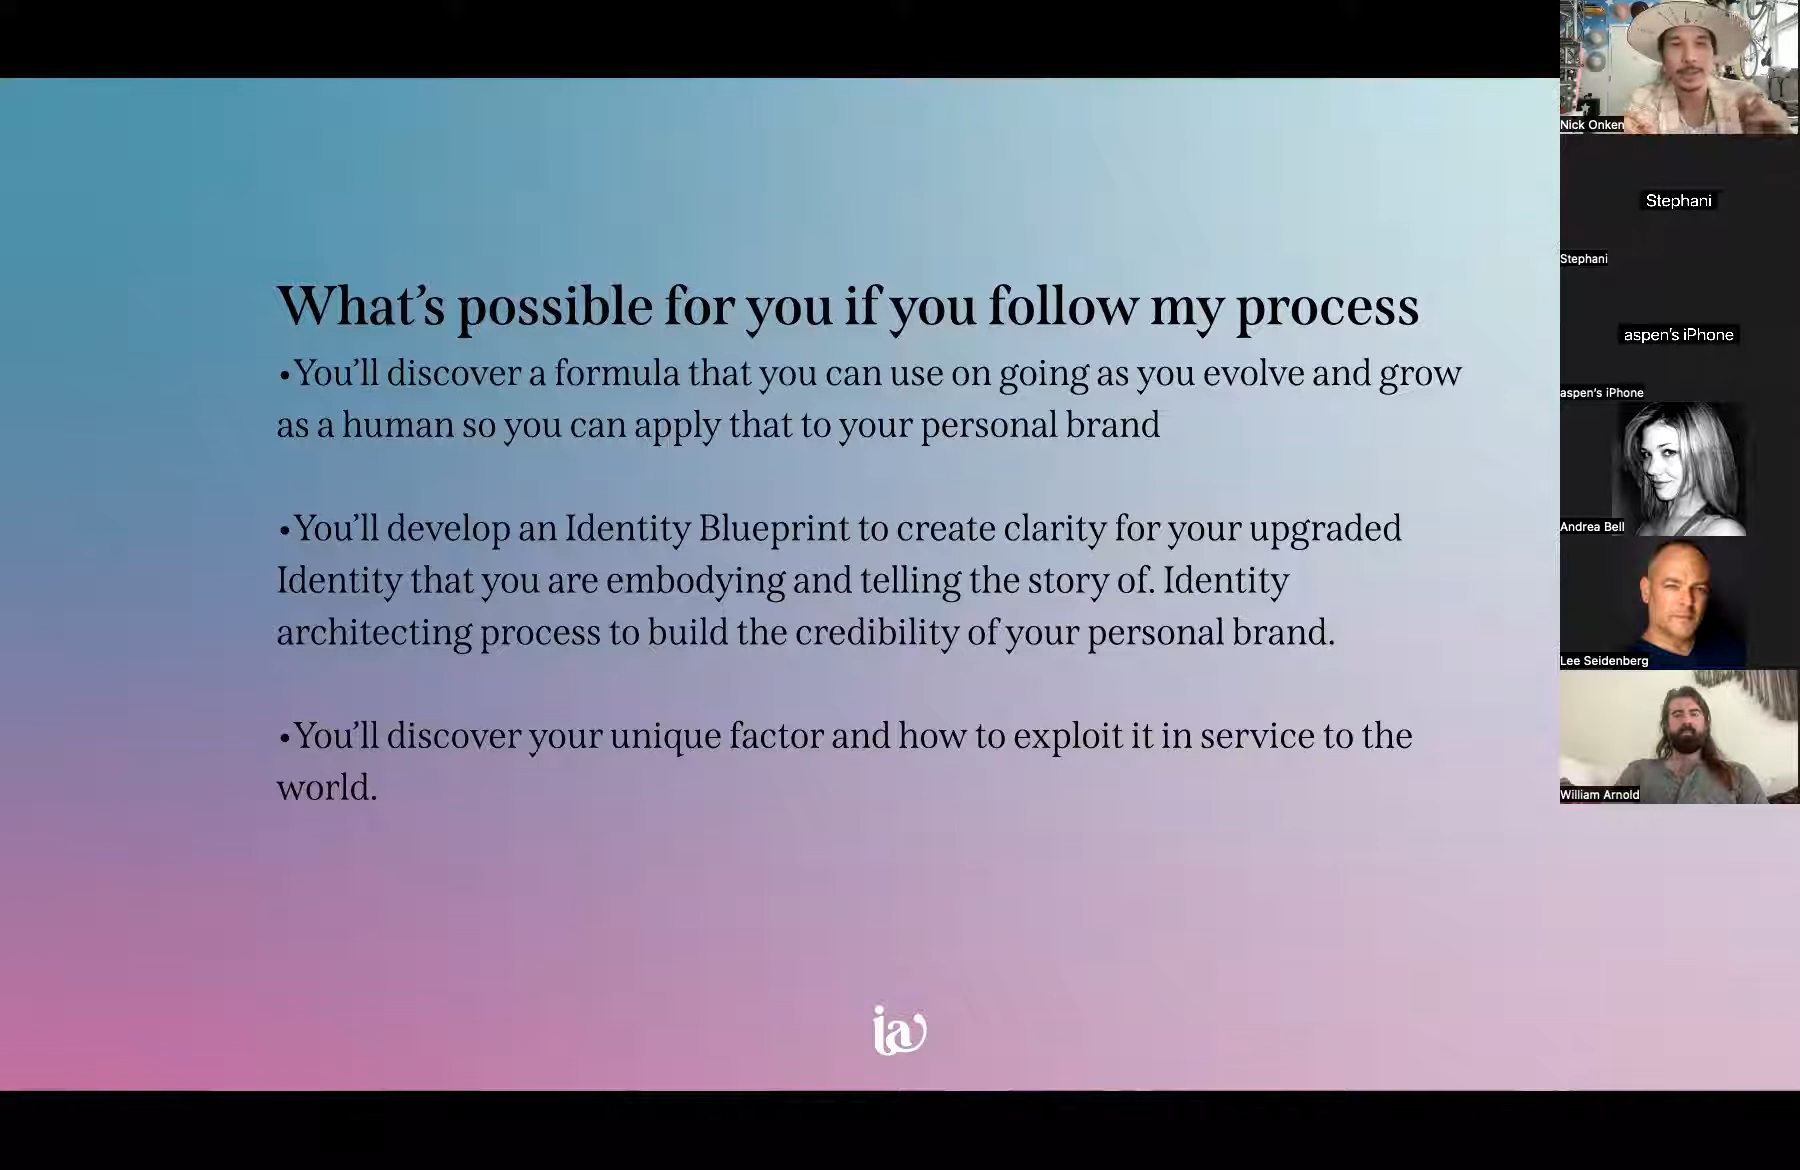 What’s possible for you if you follow my process
•You’ll discover a formula that you can use on going as you evolve and grow
as a human so you can apply that to your personal brand
•You’ll develop an Identity Blueprint to create clarity for your upgraded
Identity that you are embodying and telling the story of. Identity
architecting process to build the credibility of your personal brand.
•You’ll discover your unique factor and how to exploit it in service to the
world.
ia
Nick Onken
Stephani
Stephani
aspen’s iPhone
aspen’s iPhone
Andrea Bell
Lee Seidenberg
William Arnold